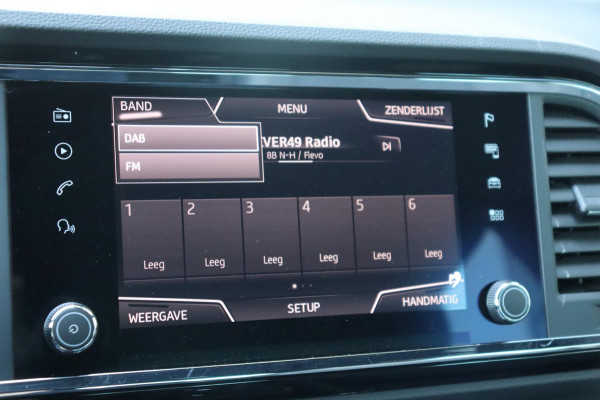 BAND MENU ZENDERLIJST
DAB
VER49 Radio
8B N-H / Flevo
FM
1 2 3 4 5 6
Leeg Leeg Leeg Leeg Leeg Leeg
WEERGAVE SETUP HANDMATIG